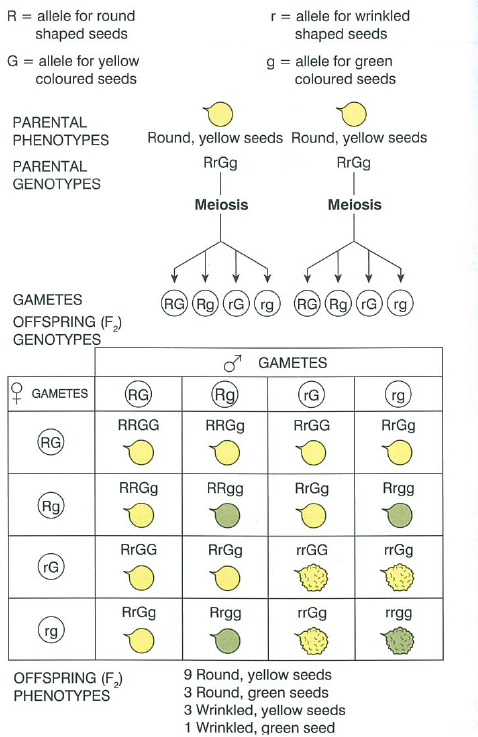 R = allele for round shaped seeds
r = allele for wrinkled shaped seeds
G = allele for yellow coloured seeds
g = allele for green coloured seeds
PARENTAL PHENOTYPES
Round, yellow seeds Round, yellow seeds
PARENTAL GENOTYPES
RrGg RrGg
Meiosis Meiosis
GAMETES
RG Rg rG rg RG Rg rG rg
OFFSPRING (F₂) GENOTYPES
♂ GAMETES
♀ GAMETES RG Rg rG rg
RG RRGG RRGg RrGG RrGg
Rg RRGg RRgg RrGg Rrgg
rG RrGG RrGg rrGG rrGg
rg RrGg Rrgg rrGg rrgg
OFFSPRING (F₂) PHENOTYPES
9 Round, yellow seeds
3 Round, green seeds
3 Wrinkled, yellow seeds
1 Wrinkled, green seed